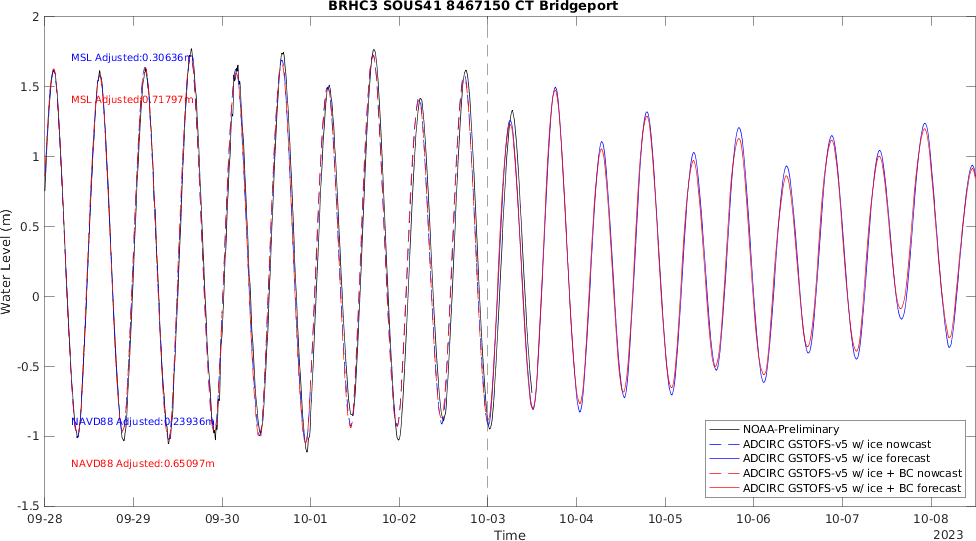 BRHC3 SOUS41 8467150 CT Bridgeport
2
1.5
1
0.5
0
-0.5
-1
-1.5
Water Level (m)
MSL Adjusted:0.30636m
MSL Adjusted:0.71797m
NAVD88 Adjusted:0.23936m
NAVD88 Adjusted:0.65097m
NOAA-Preliminary
ADCIRC GSTOFS-v5 w/ ice nowcast
ADCIRC GSTOFS-v5 w/ ice forecast
ADCIRC GSTOFS-v5 w/ ice + BC nowcast
ADCIRC GSTOFS-v5 w/ ice + BC forecast
09-28 09-29 09-30 10-01 10-02 10-03 10-04 10-05 10-06 10-07 10-08
Time
2023